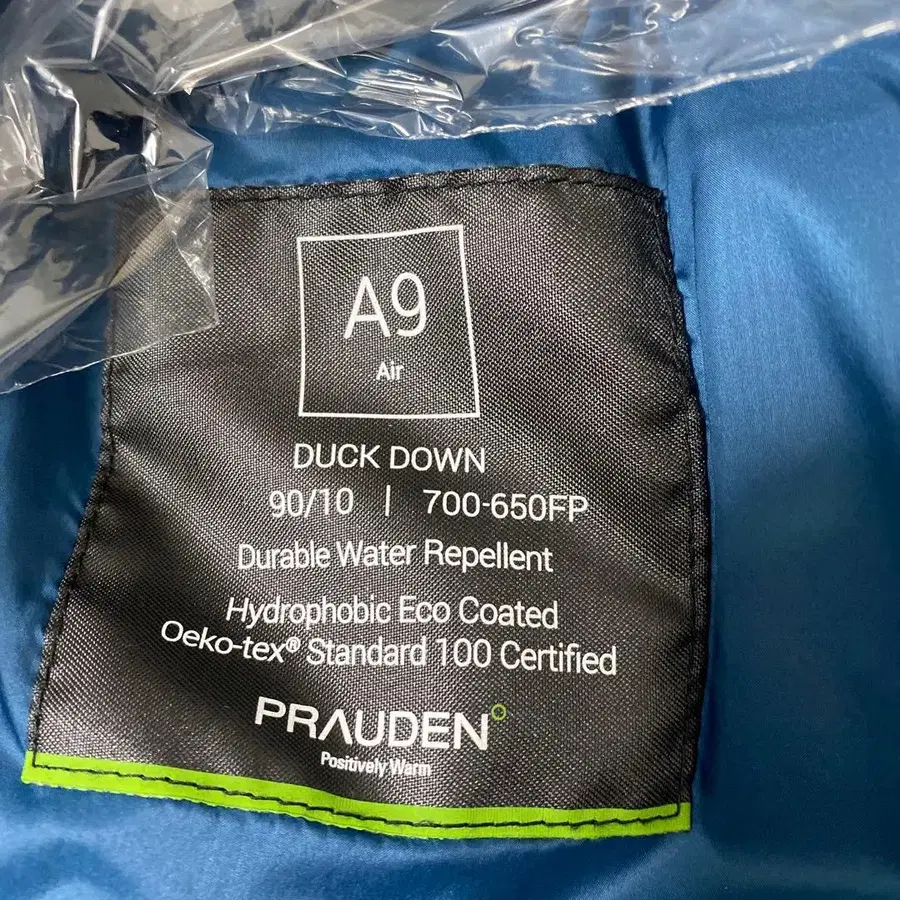 A9
Air
DUCK DOWN
90/10 | 700-650FP
Durable Water Repellent
Hydrophobic Eco Coated
Oeko-tex® Standard 100 Certified
PRAUDEN°
Positively Warm